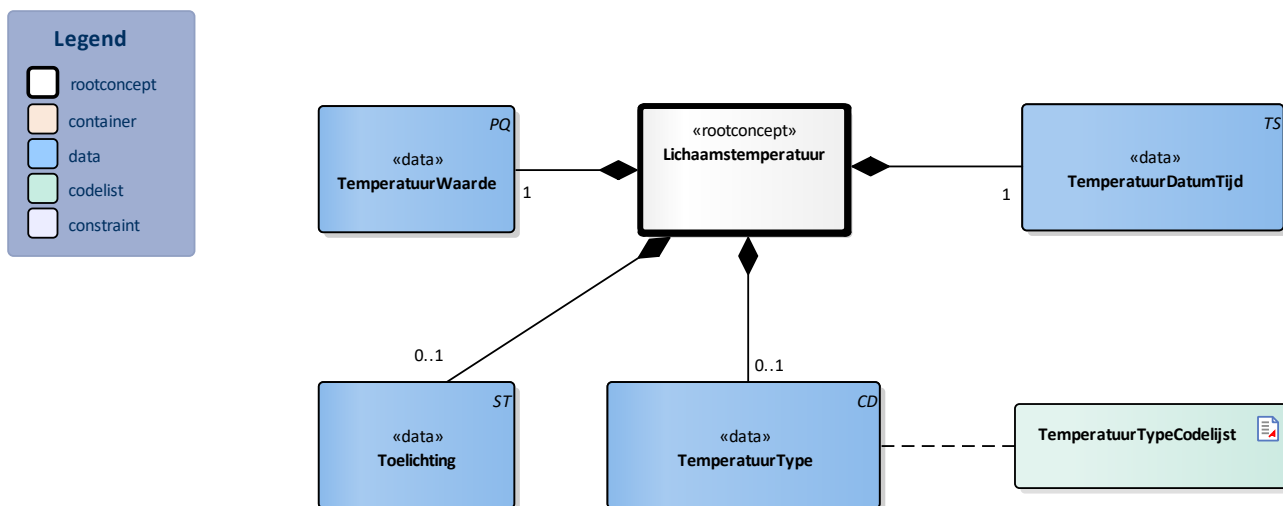 Legend
rootconcept
container
data
codelist
constraint
PQ
«data»
TemperatuurWaarde
1
«rootconcept»
Lichaamstemperatuur
TS
«data»
TemperatuurDatumTijd
1
0..1
0..1
ST
«data»
Toelichting
CD
«data»
TemperatuurType
TemperatuurTypeCodelijst